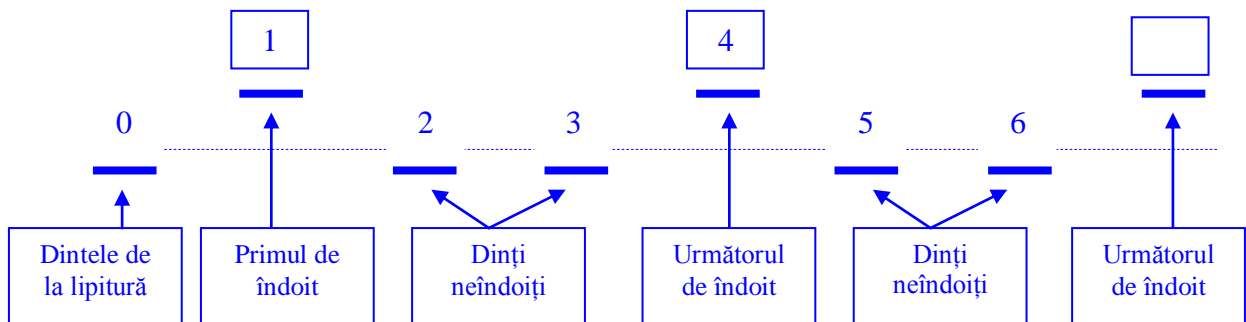 1
4
0
2
3
5
6
Dintele de
la lipitură
Primul de
îndoit
Dinți
neîndoiți
Următorul
de îndoit
Dinți
neîndoiți
Următorul
de îndoit